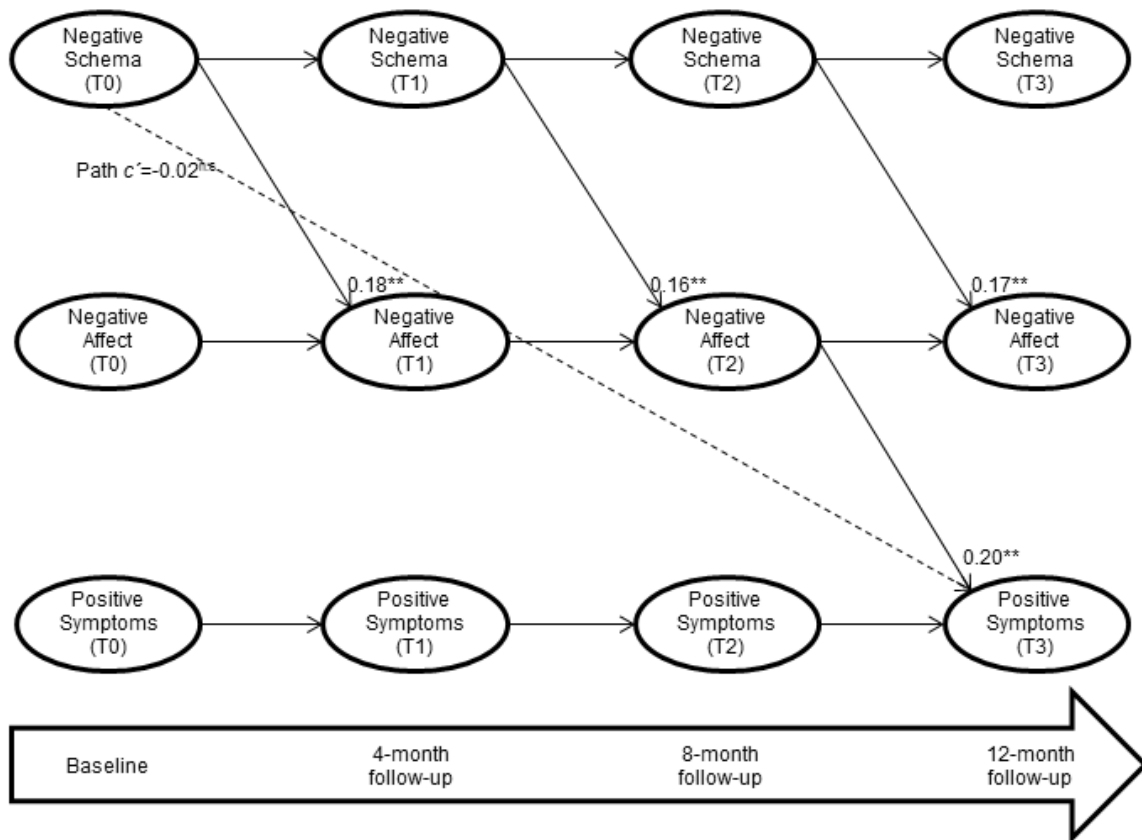 Negative
Schema
(T0)
Negative
Schema
(T1)
Negative
Schema
(T2)
Negative
Schema
(T3)
Path c´=-0.02n.s
0.18**
0.16**
0.17**
Negative
Affect
(T0)
Negative
Affect
(T1)
Negative
Affect
(T2)
Negative
Affect
(T3)
0.20**
Positive
Symptoms
(T0)
Positive
Symptoms
(T1)
Positive
Symptoms
(T2)
Positive
Symptoms
(T3)
Baseline
4-month
follow-up
8-month
follow-up
12-month
follow-up